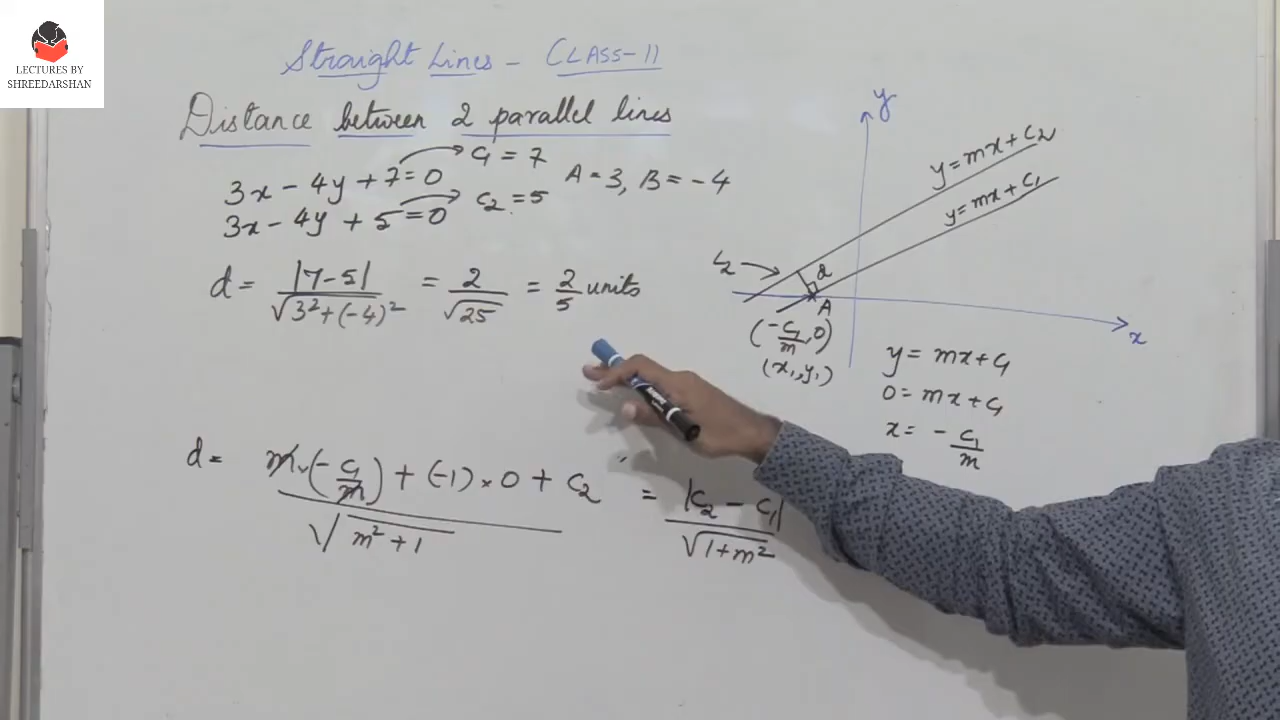 LECTURES BY
SHREEDARSHAN
Straight Lines - CLASS-11
Distance between 2 parallel lines
3x - 4y + 7 = 0 → C₁ = 7
A = 3, B = -4
3x - 4y + 5 = 0 → C₂ = 5
d = |7-5| / √3²+(-4)² = 2/√25 = 2/5 units
y
y = mx + C₂
y = mx + C₁
L₂ →
d
A
x
(-C₁/m, 0)
(x₁, y₁)
y = mx + C₁
0 = mx + C₁
x = - C₁/m
d = m × (-C₁/m) + (-1) × 0 + C₂ / √m² + 1 = |C₂ - C₁| / √1+m²